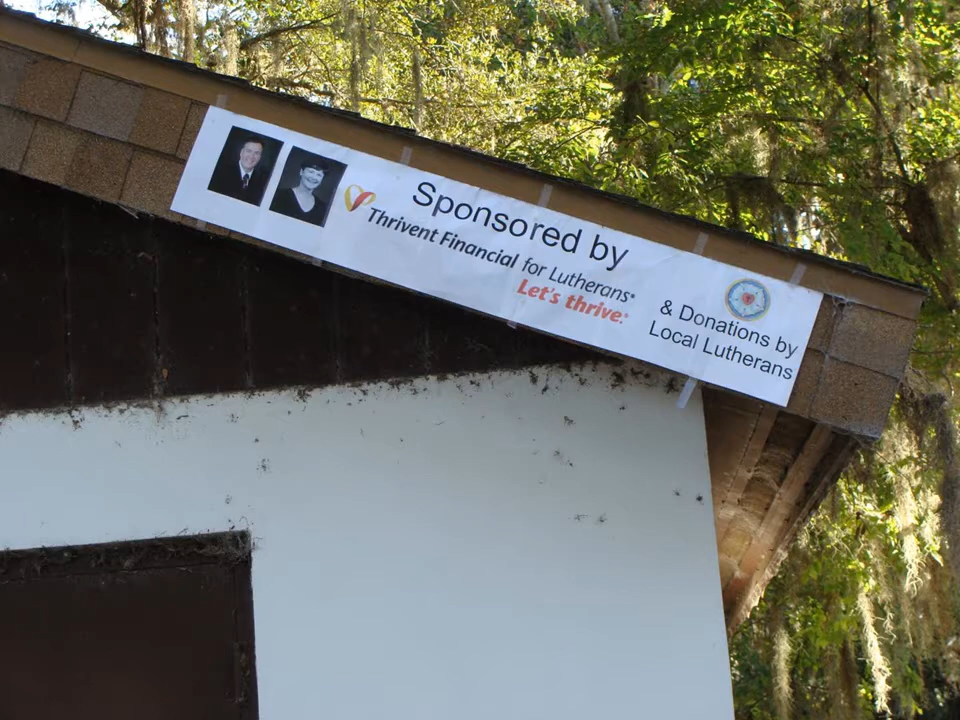 Sponsored by
Thrivent Financial for Lutherans®
Let's thrive.®
& Donations by
Local Lutherans